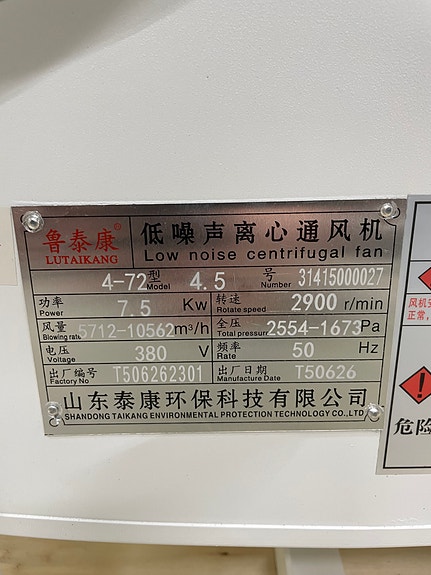 鲁泰康®
LUTAIKANG
低噪声离心通风机
Low noise centrifugal fan
4-72 型 Model 4.5 号 Number 31415000027
功率 Power 7.5 Kw 转速 Rotate speed 2900 r/min
风量 Blowing rate 5712-10562 m³/h 全压 Total pressure 2554-1673 Pa
电压 Voltage 380 V 频率 Rate 50 Hz
出厂编号 Factory No T506262301 出厂日期 Manufacture Date T50626
山东泰康环保科技有限公司
SHANDONG TAIKANG ENVIRONMENTAL PROTECTION TECHNOLOGY CO.,LTD
正常,
危险